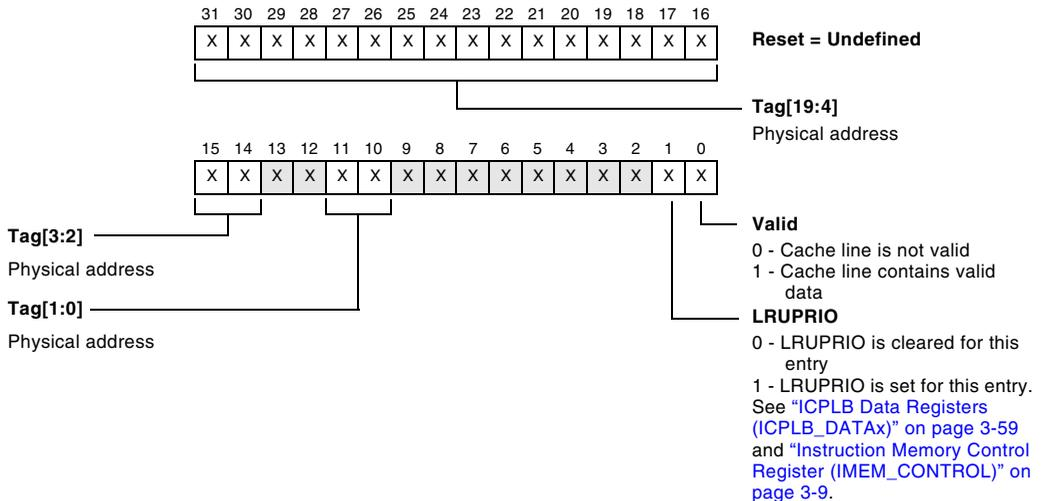 31 30 29 28 27 26 25 24 23 22 21 20 19 18 17 16
X X X X X X X X X X X X X X X X
Reset = Undefined
Tag[19:4]
Physical address
15 14 13 12 11 10 9 8 7 6 5 4 3 2 1 0
X X X X X X X X X X X X X X X X
Tag[3:2]
Physical address
Tag[1:0]
Physical address
Valid
0 - Cache line is not valid
1 - Cache line contains valid
data
LRUPRIO
0 - LRUPRIO is cleared for this
entry
1 - LRUPRIO is set for this entry.
See “ICPLB Data Registers
(ICPLB_DATAx)” on page 3-59
and “Instruction Memory Control
Register (IMEM_CONTROL)” on
page 3-9.